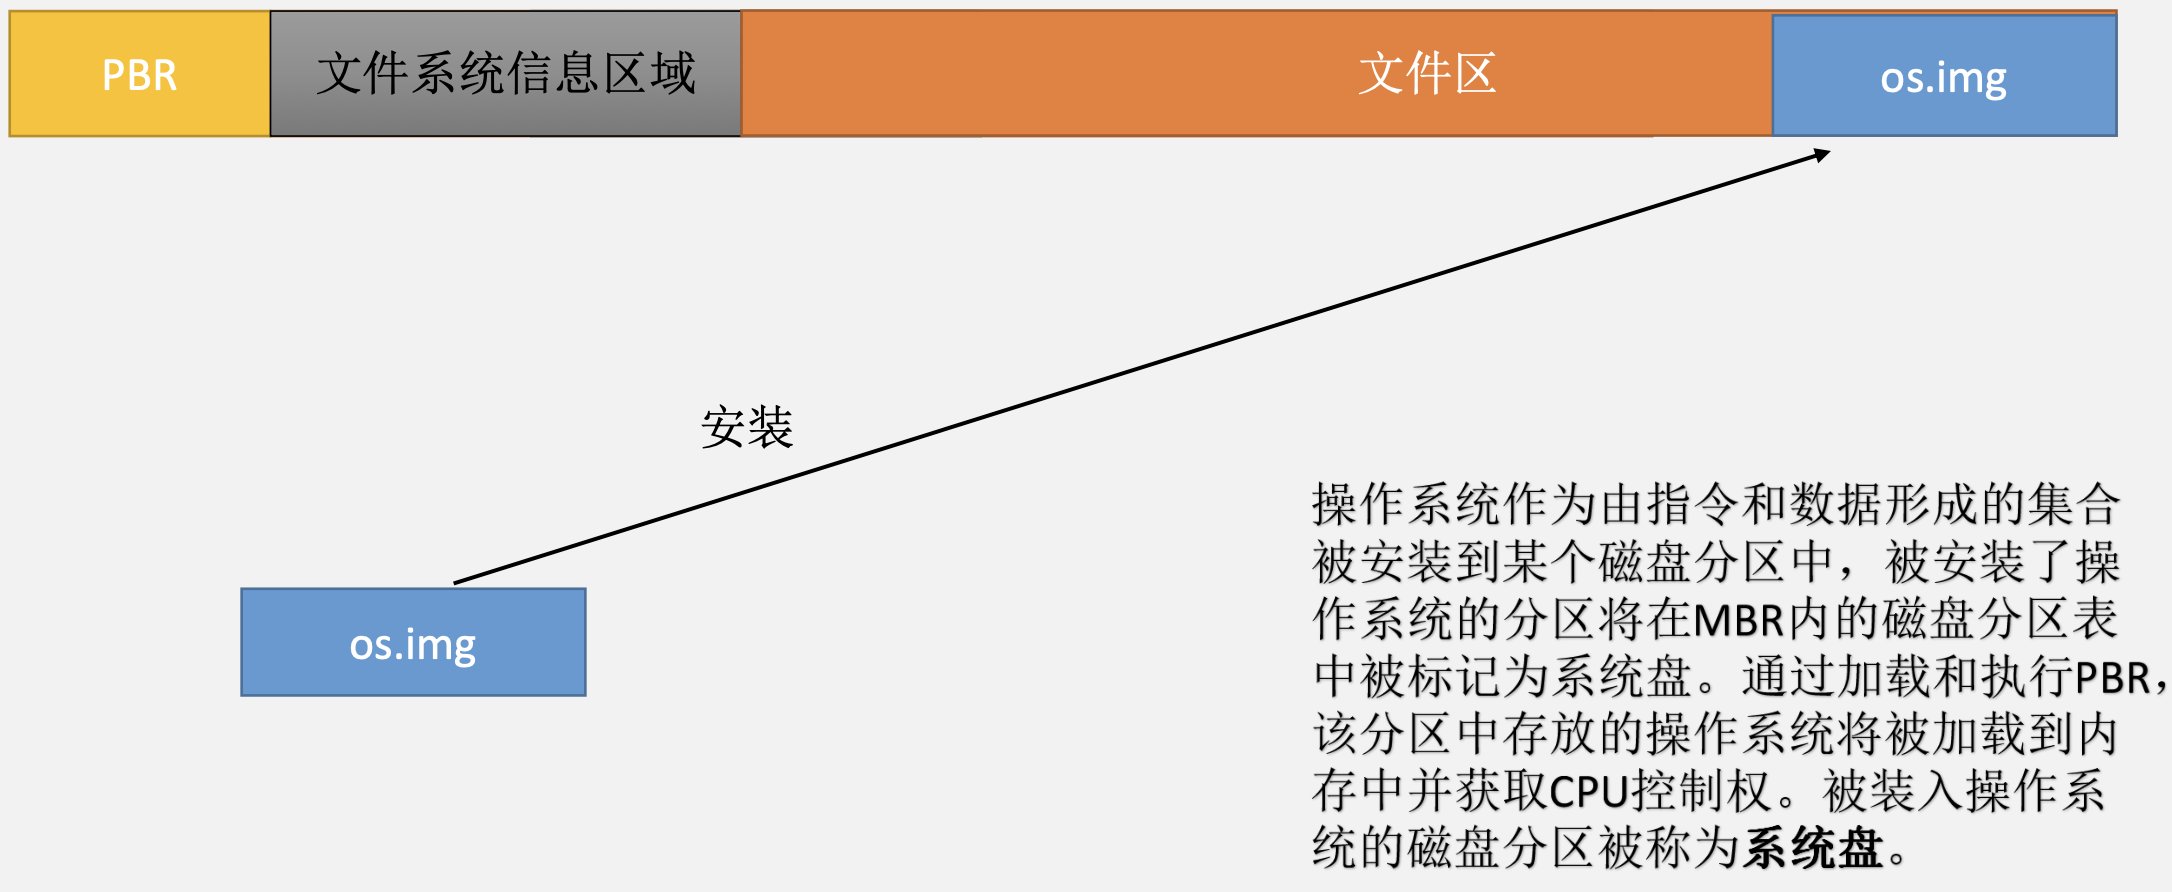 PBR
文件系统信息区域
文件区
os.img
安装
os.img
操作系统作为由指令和数据形成的集合
被安装到某个磁盘分区中，被安装了操
作系统的分区将在MBR内的磁盘分区表
中被标记为系统盘。通过加载和执行PBR，
该分区中存放的操作系统将被加载到内
存中并获取CPU控制权。被装入操作系
统的磁盘分区被称为系统盘。